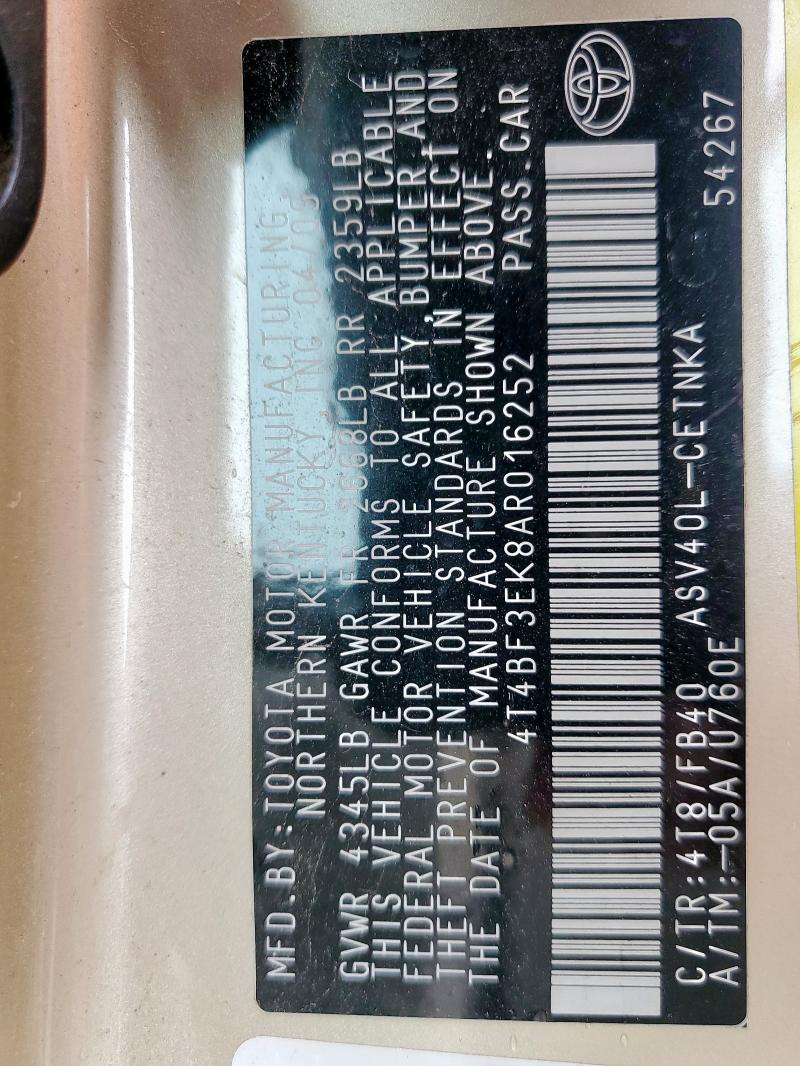 MFD.BY:TOYOTA MOTOR MANUFACTURING
NORTHERN KENTUCKY,INC 04/09
GVWR 4345LB GAWR FR 2668LB RR 2359LB
THIS VEHICLE CONFORMS TO ALL APPLICABLE
FEDERAL MOTOR VEHICLE SAFETY,BUMPER AND
THEFT PREVENTION STANDARDS IN EFFECT ON
THE DATE OF MANUFACTURE SHOWN ABOVE.
4T4BF3EK8AR016252 PASS.CAR
C/TR:4T8/FB40 ASV40L-CETNKA 54267
A/TM:-05A/U760E